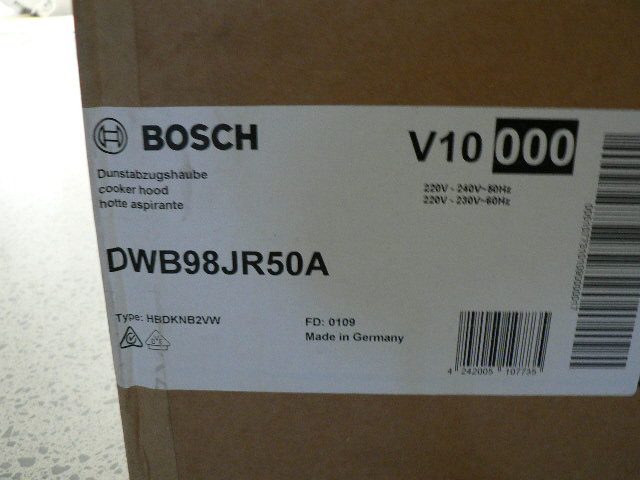 BOSCH
V10 000
Dunstabzugshaube
cooker hood
hotte aspirante
220V - 240V~50Hz
220V - 230V~60Hz
DWB98JR50A
Type: HBDKNB2VW
FD: 0109
Made in Germany
4 242005 107735